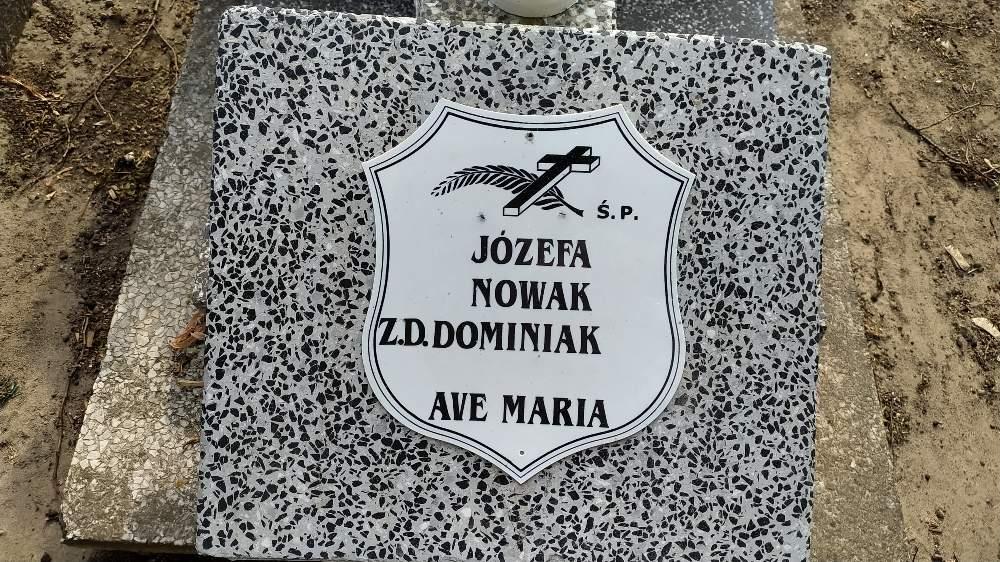 Ś.P.
JÓZEFA
NOWAK
Z.D. DOMINIAK
AVE MARIA